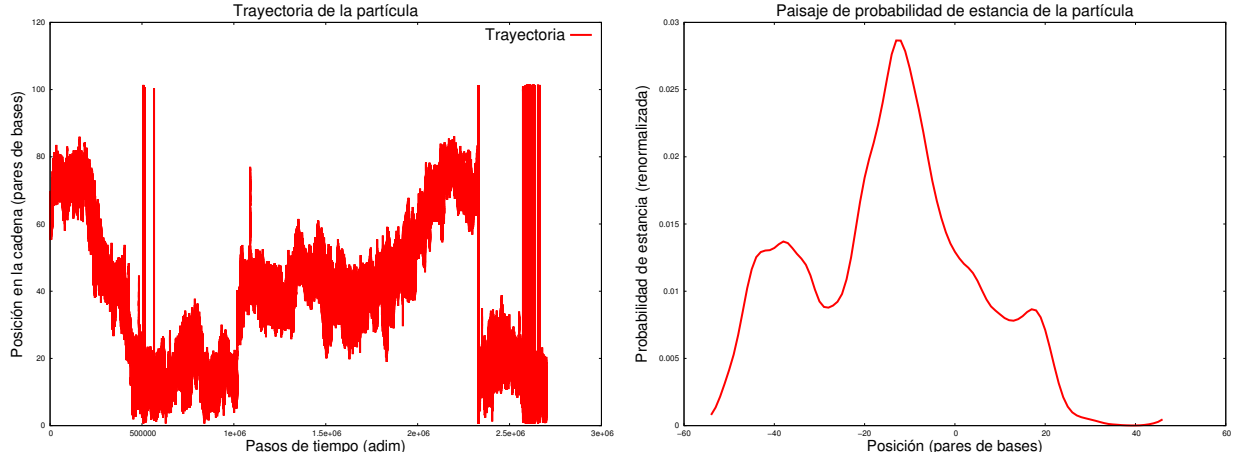 Trayectoria de la partícula
Posición en la cadena (pares de bases)
120
100
80
60
40
20
0
Trayectoria
0
500000
1e+06
1.5e+06
2e+06
2.5e+06
3e+06
Pasos de tiempo (adim)
Paisaje de probabilidad de estancia de la partícula
Probabilidad de estancia (renormalizada)
0.03
0.025
0.02
0.015
0.01
0.005
0
−60
−40
−20
0
20
40
60
Posición (pares de bases)